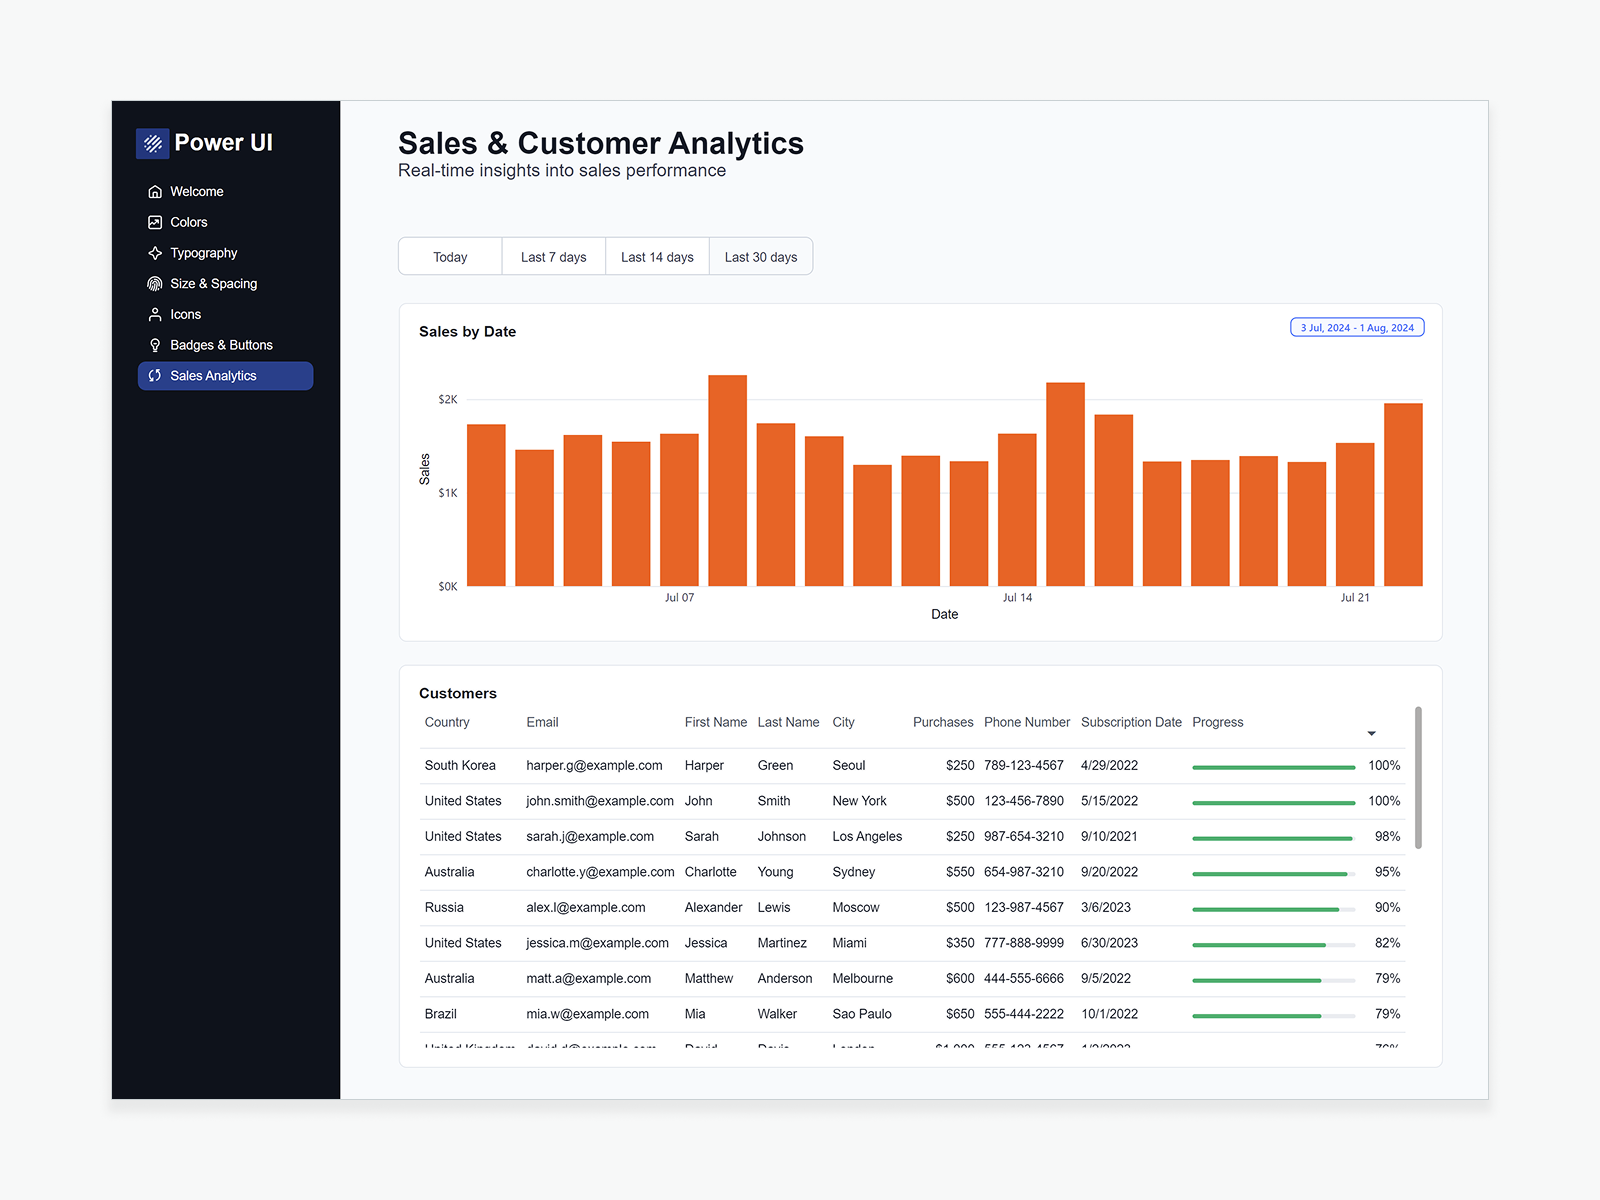 Power UI
Welcome
Colors
Typography
Size & Spacing
Icons
Badges & Buttons
Sales Analytics
Sales & Customer Analytics
Real-time insights into sales performance
Today Last 7 days Last 14 days Last 30 days
Sales by Date
3 Jul, 2024 - 1 Aug, 2024
$2K
$1K
$0K
Sales
Jul 07 Jul 14 Jul 21
Date
Customers
Country Email First Name Last Name City Purchases Phone Number Subscription Date Progress
South Korea harper.g@example.com Harper Green Seoul $250 789-123-4567 4/29/2022 100%
United States john.smith@example.com John Smith New York $500 123-456-7890 5/15/2022 100%
United States sarah.j@example.com Sarah Johnson Los Angeles $250 987-654-3210 9/10/2021 98%
Australia charlotte.y@example.com Charlotte Young Sydney $550 654-987-3210 9/20/2022 95%
Russia alex.l@example.com Alexander Lewis Moscow $500 123-987-4567 3/6/2023 90%
United States jessica.m@example.com Jessica Martinez Miami $350 777-888-9999 6/30/2023 82%
Australia matt.a@example.com Matthew Anderson Melbourne $600 444-555-6666 9/5/2022 79%
Brazil mia.w@example.com Mia Walker Sao Paulo $650 555-444-2222 10/1/2022 79%
United Kingdom david.d@example.com David Davis London